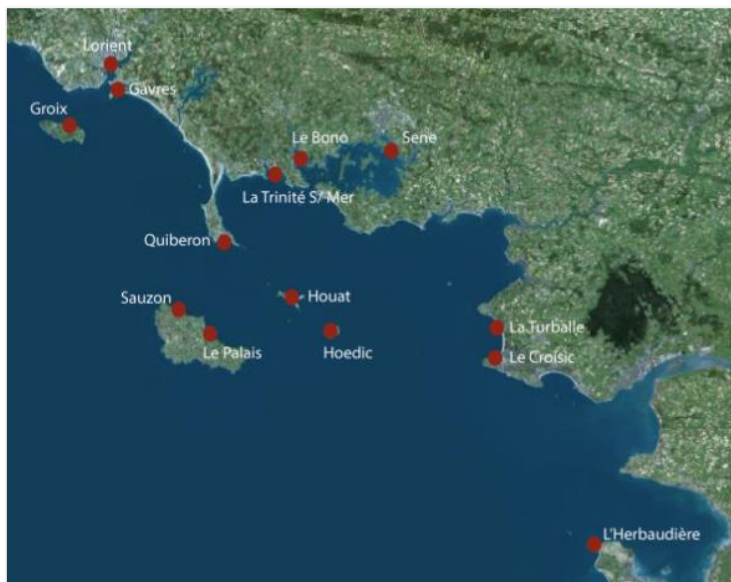 Lorient
Gavres
Groix
Le Bono
Sene
La Trinité S/ Mer
Quiberon
Sauzon
Houat
Le Palais
Hoedic
La Turballe
Le Croisic
L'Herbaudière